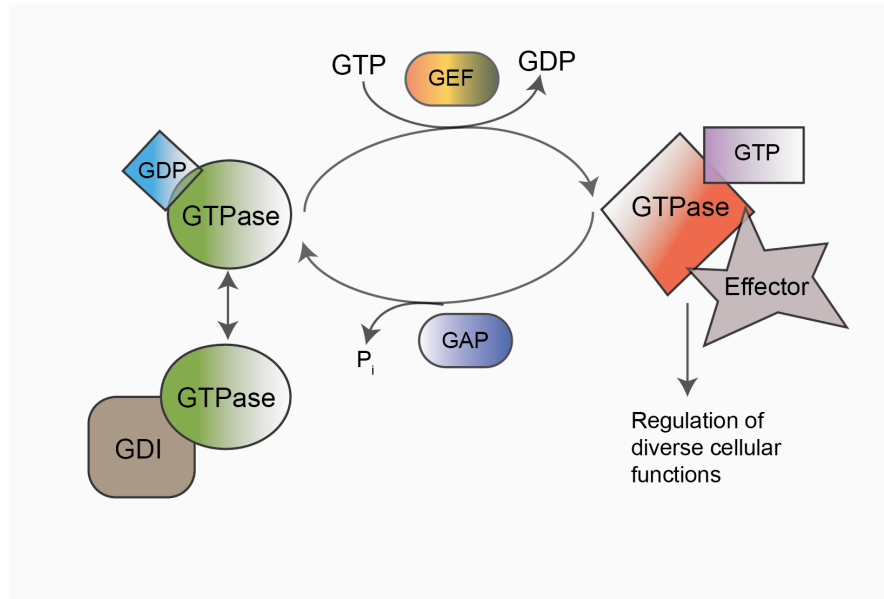 GTP
GEF
GDP
GDP
GTPase
GTPase
GTP
Effector
GAP
Pi
GTPase
GDI
Regulation of
diverse cellular
functions